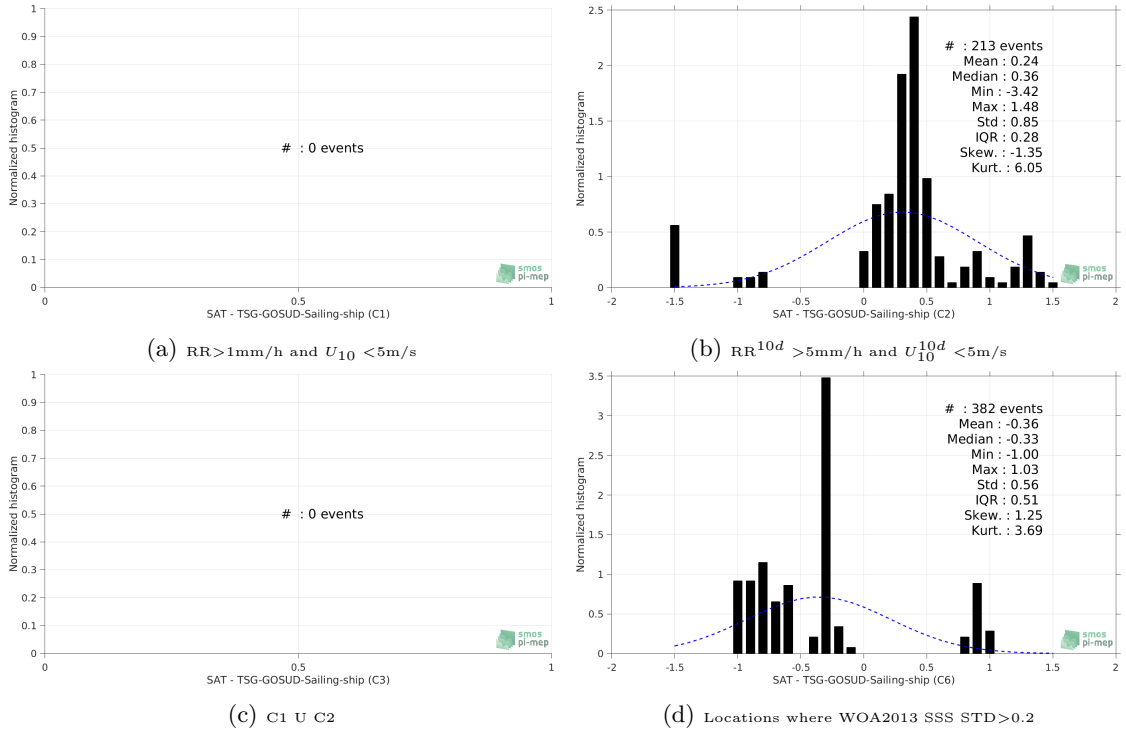 1
0.9
0.8
0.7
0.6
0.5
0.4
0.3
0.2
0.1
0
Normalized histogram
# : 0 events
smos
pi-mep
0 0.5 1
SAT - TSG-GOSUD-Sailing-ship (C1)
(a) RR>1mm/h and U10 <5m/s
2.5
2
1.5
1
0.5
0
Normalized histogram
# : 213 events
Mean : 0.24
Median : 0.36
Min : -3.42
Max : 1.48
Std : 0.85
IQR : 0.28
Skew. : -1.35
Kurt. : 6.05
smos
pi-mep
-2 -1.5 -1 -0.5 0 0.5 1 1.5 2
SAT - TSG-GOSUD-Sailing-ship (C2)
(b) RR10d >5mm/h and U10d10 <5m/s
1
0.9
0.8
0.7
0.6
0.5
0.4
0.3
0.2
0.1
0
Normalized histogram
# : 0 events
smos
pi-mep
0 0.5 1
SAT - TSG-GOSUD-Sailing-ship (C3)
(c) C1 U C2
3.5
3
2.5
2
1.5
1
0.5
0
Normalized histogram
# : 382 events
Mean : -0.36
Median : -0.33
Min : -1.00
Max : 1.03
Std : 0.56
IQR : 0.51
Skew. : 1.25
Kurt. : 3.69
smos
pi-mep
-2 -1.5 -1 -0.5 0 0.5 1 1.5 2
SAT - TSG-GOSUD-Sailing-ship (C6)
(d) Locations where WOA2013 SSS STD>0.2